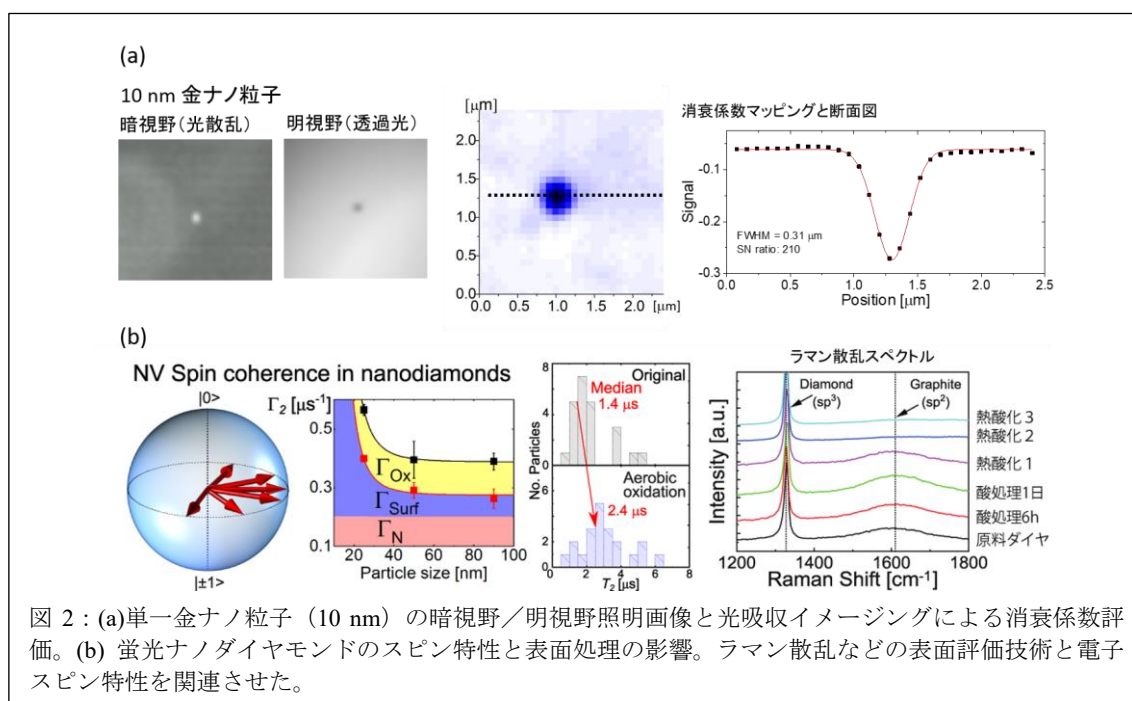 (a)
10 nm 金ナノ粒子
暗視野(光散乱)
明視野(透過光)
[μm]
2.0
1.5
1.0
0.5
0.0
0.0 0.5 1.0 1.5 2.0 [μm]
消衰係数マッピングと断面図
Signal
-0.1
-0.2
-0.3
FWHM = 0.31 μm
SN ratio: 210
0.0 0.5 1.0 1.5 2.0 2.5
Position [μm]
(b)
NV Spin coherence in nanodiamonds
|0>
|±1>
Γ2 [μs-1]
0.5
0.3
0.1
ΓOx
ΓSurf
ΓN
20 40 60 80 100
Particle size [nm]
No. Particles
8
6
4
2
0
Original
Median
1.4 μs
Aerobic
oxidation
2.4 μs
6
4
2
0
0 2 4 6 8
T2 [μs]
ラマン散乱スペクトル
Intensity [a.u.]
Diamond
(sp3)
Graphite
(sp2)
熱酸化 3
熱酸化 2
熱酸化 1
酸処理1日
酸処理6h
原料ダイヤ
1200 1400 1600 1800
Raman Shift [cm-1]
図 2:(a)単一金ナノ粒子(10 nm)の暗視野/明視野照明画像と光吸収イメージングによる消衰係数評
価。(b) 蛍光ナノダイヤモンドのスピン特性と表面処理の影響。ラマン散乱などの表面評価技術と電子
スピン特性を関連させた。